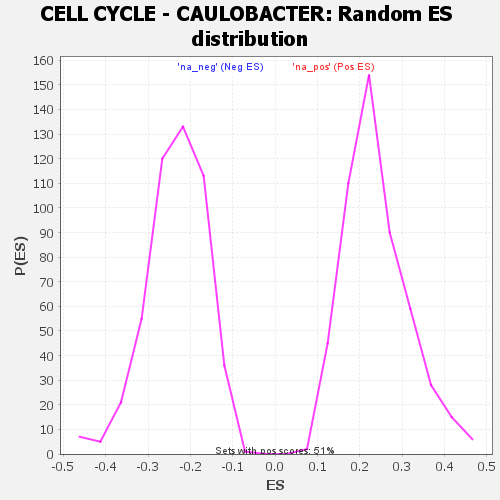 CELL CYCLE - CAULOBACTER: Random ES
distribution
'na_neg' (Neg ES) 'na_pos' (Pos ES)
160
150
140
130
120
110
100
90
80
70
60
50
40
30
20
10
0
P(ES)
Sets with pos scores: 51%
-0.5 -0.4 -0.3 -0.2 -0.1 0.0 0.1 0.2 0.3 0.4 0.5
ES